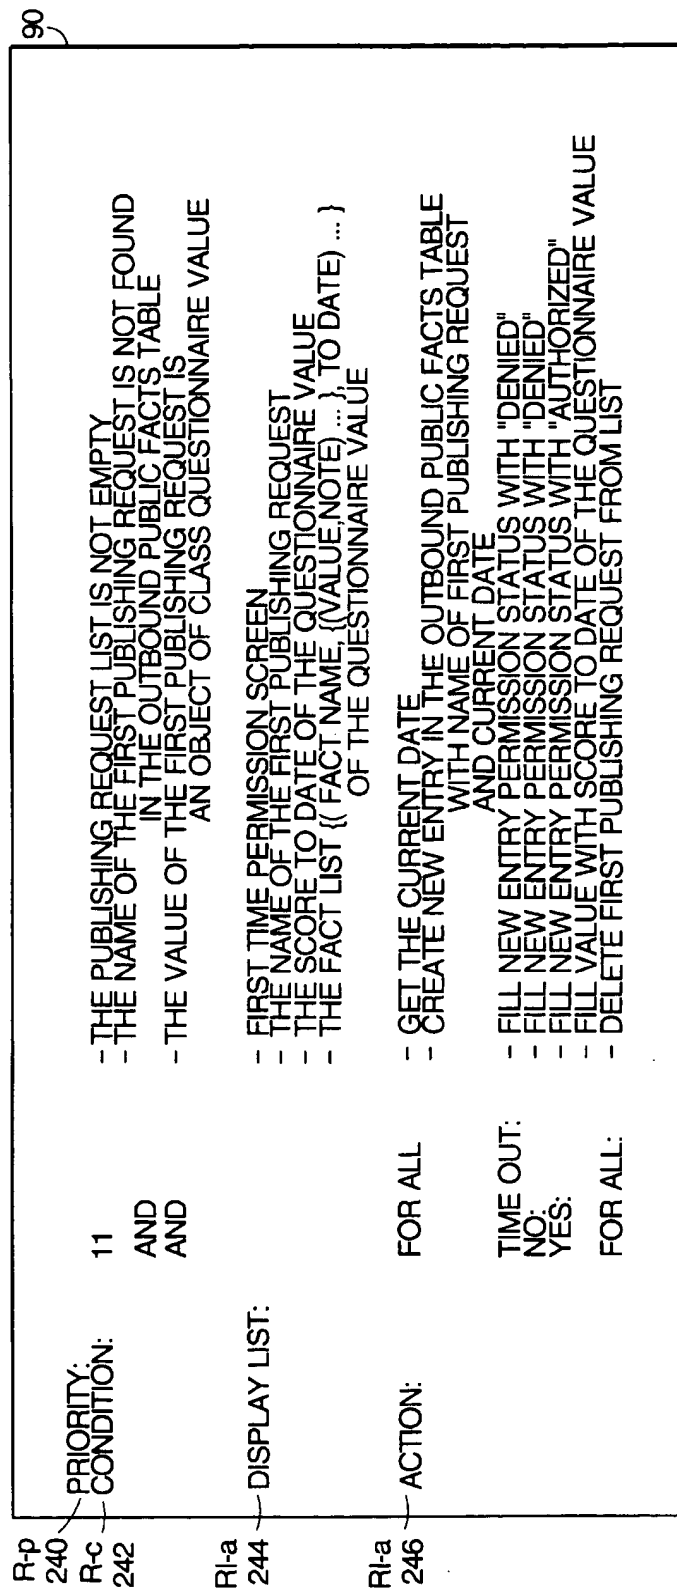 90
R-p
240
PRIORITY: 11
R-c
242
CONDITION:
- THE PUBLISHING REQUEST LIST IS NOT EMPTY
AND - THE NAME OF THE FIRST PUBLISHING REQUEST IS NOT FOUND
IN THE OUTBOUND PUBLIC FACTS TABLE
AND - THE VALUE OF THE FIRST PUBLISHING REQUEST IS
AN OBJECT OF CLASS QUESTIONNAIRE VALUE
RI-a
244
DISPLAY LIST: - FIRST TIME PERMISSION SCREEN
- THE NAME OF THE FIRST PUBLISHING REQUEST
- THE SCORE TO DATE OF THE QUESTIONNAIRE VALUE
- THE FACT LIST {( FACT NAME, {(VALUE,NOTE) ... }, TO DATE) ... }
OF THE QUESTIONNAIRE VALUE
RI-a
246
ACTION: FOR ALL - GET THE CURRENT DATE
- CREATE NEW ENTRY IN THE OUTBOUND PUBLIC FACTS TABLE
WITH NAME OF FIRST PUBLISHING REQUEST
AND CURRENT DATE
TIME OUT: - FILL NEW ENTRY PERMISSION STATUS WITH "DENIED"
NO: - FILL NEW ENTRY PERMISSION STATUS WITH "DENIED"
YES: - FILL NEW ENTRY PERMISSION STATUS WITH "AUTHORIZED"
- FILL VALUE WITH SCORE TO DATE OF THE QUESTIONNAIRE VALUE
FOR ALL: - DELETE FIRST PUBLISHING REQUEST FROM LIST